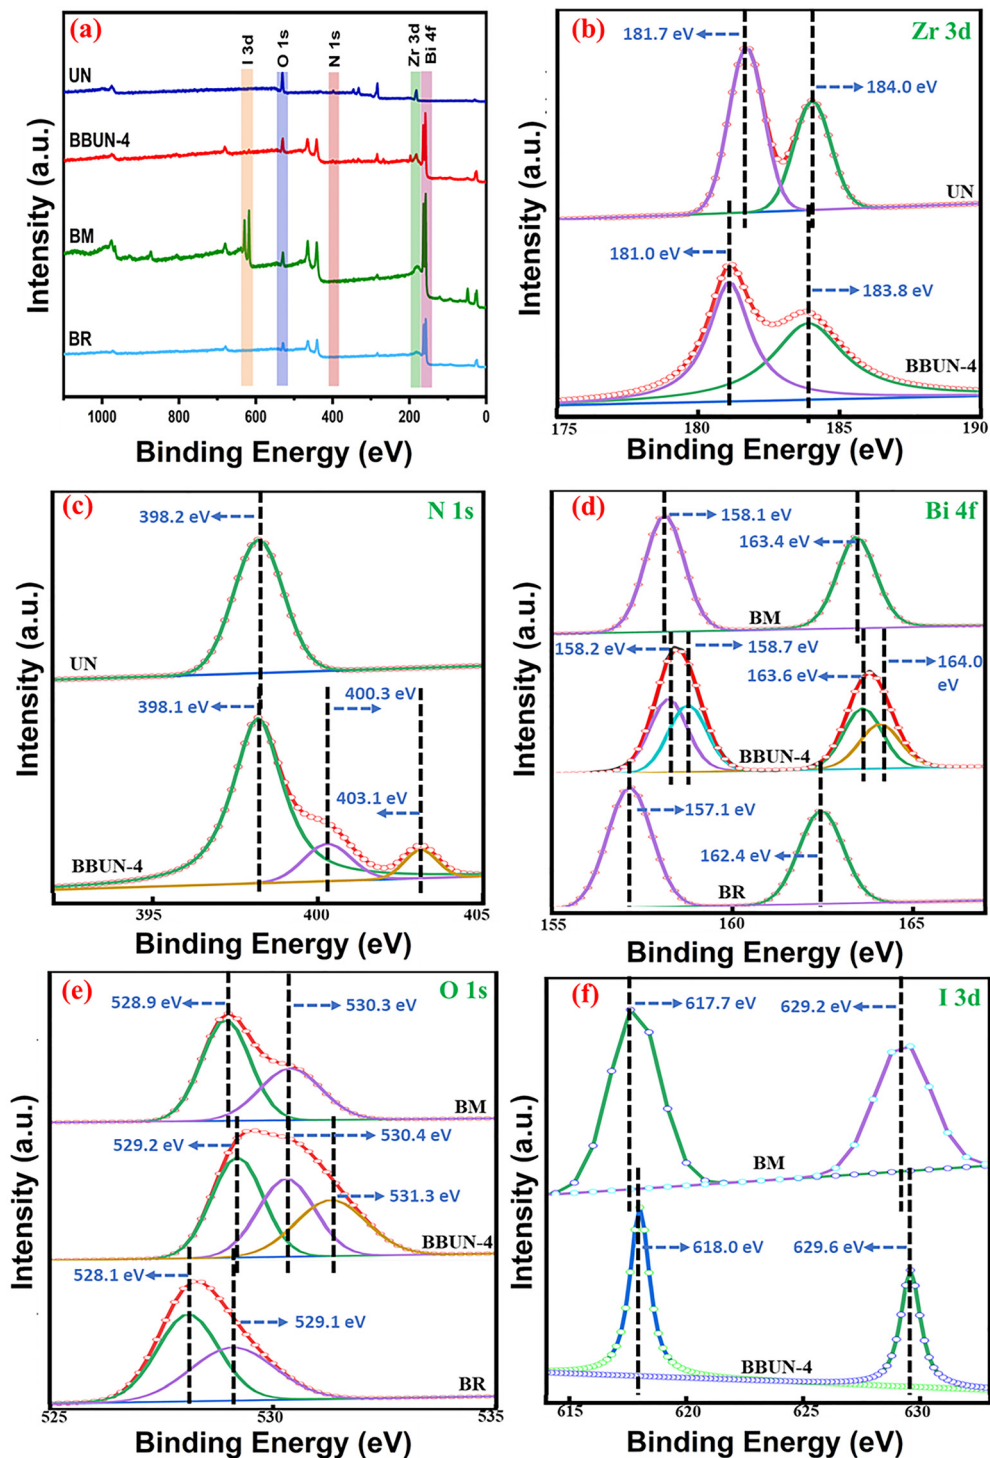 (a)
I 3d
O 1s
N 1s
Zr 3d
Bi 4f
UN
BBUN-4
BM
BR
Intensity (a.u.)
1000 800 600 400 200 0
Binding Energy (eV)
(b)
Zr 3d
181.7 eV
184.0 eV
UN
181.0 eV
183.8 eV
BBUN-4
Intensity (a.u.)
175 180 185 190
Binding Energy (eV)
(c)
N 1s
398.2 eV
UN
398.1 eV
400.3 eV
403.1 eV
BBUN-4
Intensity (a.u.)
395 400 405
Binding Energy (eV)
(d)
Bi 4f
158.1 eV
163.4 eV
BM
158.2 eV
158.7 eV
163.6 eV
164.0
eV
BBUN-4
157.1 eV
162.4 eV
BR
Intensity (a.u.)
155 160 165
Binding Energy (eV)
(e)
O 1s
528.9 eV
530.3 eV
BM
529.2 eV
530.4 eV
531.3 eV
BBUN-4
528.1 eV
529.1 eV
BR
Intensity (a.u.)
525 530 535
Binding Energy (eV)
(f)
I 3d
617.7 eV
629.2 eV
BM
618.0 eV
629.6 eV
BBUN-4
Intensity (a.u.)
615 620 625 630
Binding Energy (eV)